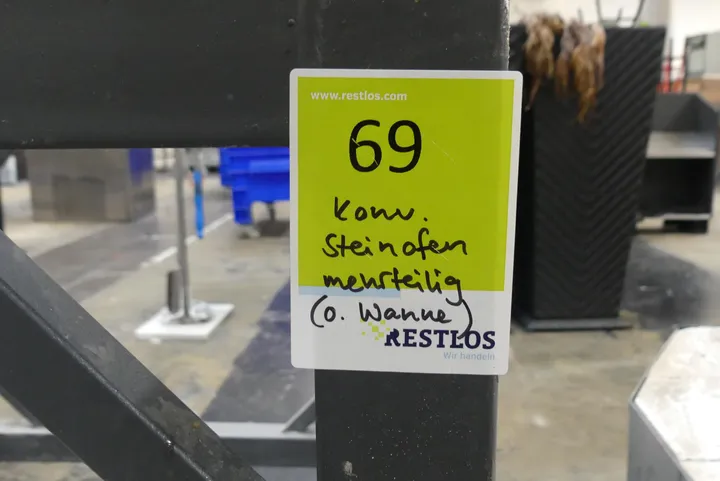 www.restlos.com
69
Konv.
Steinofen
mehrteilig
(o. Wanne)
RESTLOS
Wir handeln